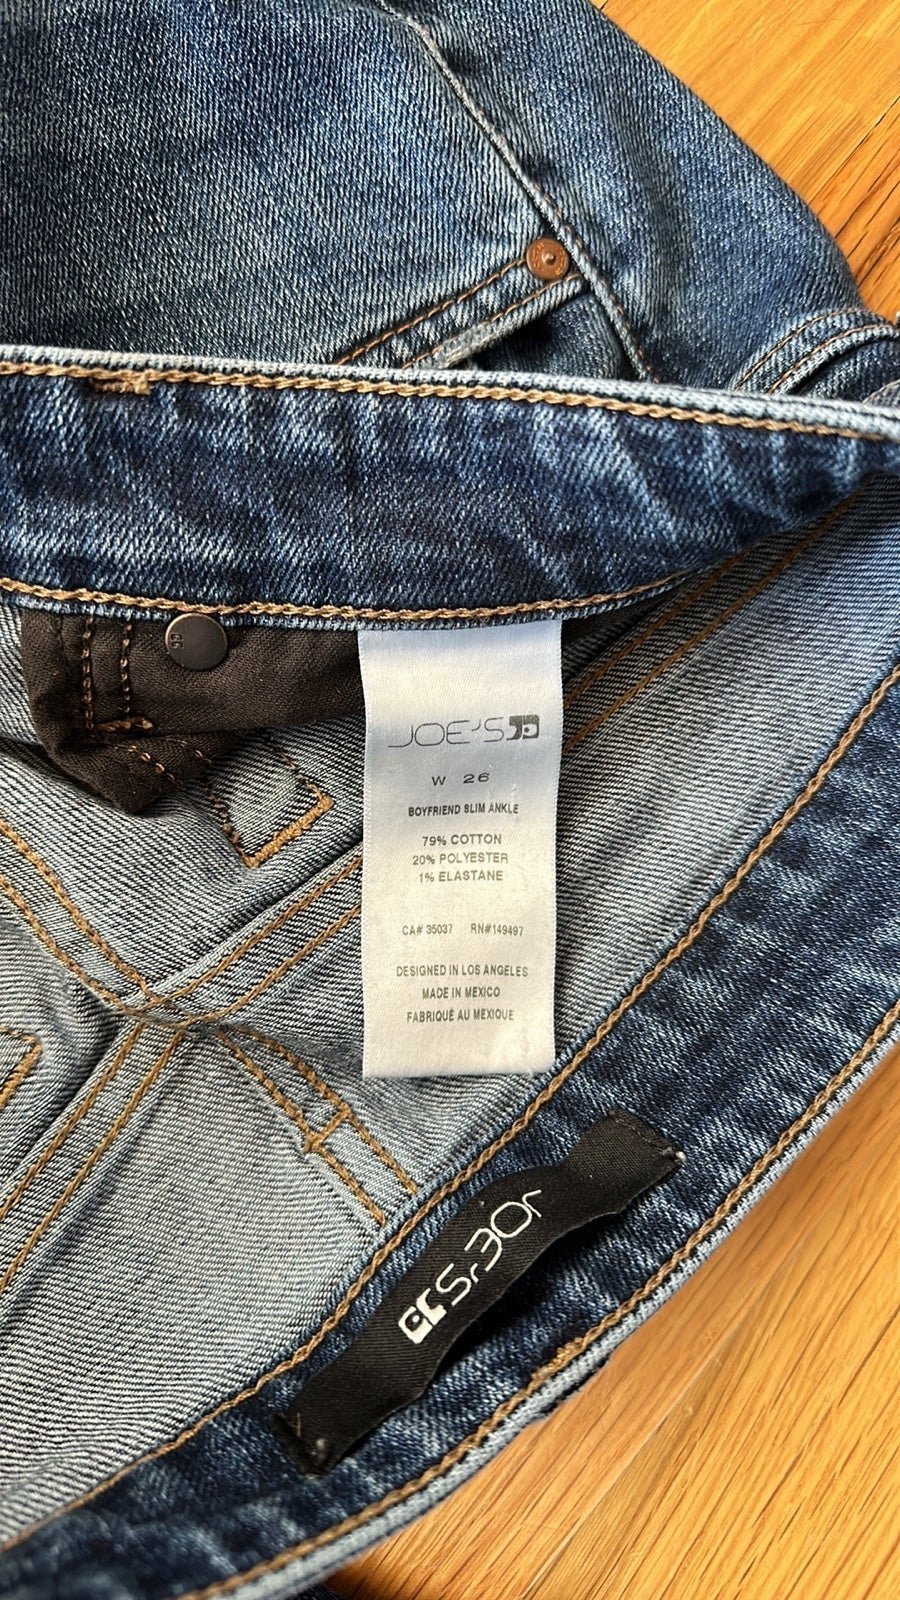 JOE'S
W 26
BOYFRIEND SLIM ANKLE
79% COTTON
20% POLYESTER
1% ELASTANE
CA# 35037 RN#149497
DESIGNED IN LOS ANGELES
MADE IN MEXICO
FABRIQUÉ AU MEXIQUE
JOE'S